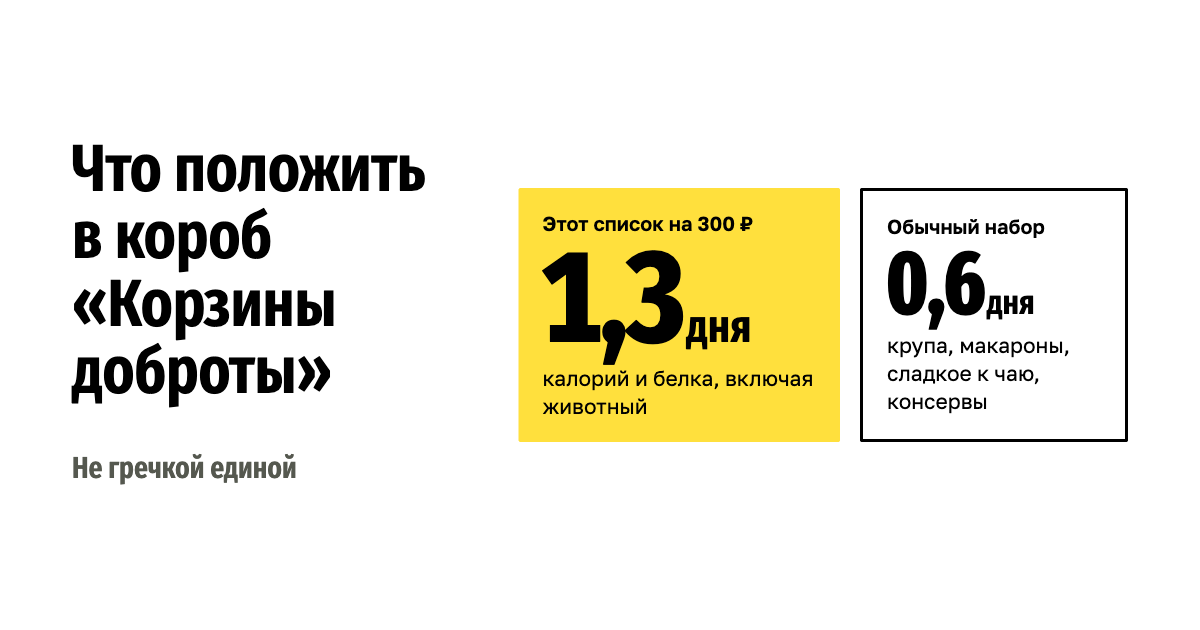 Что положить
в короб
«Корзины
доброты»
Не гречкой единой
Этот список на 300 ₽
1,3 дня
калорий и белка, включая
животный
Обычный набор
0,6 дня
крупа, макароны,
сладкое к чаю,
консервы